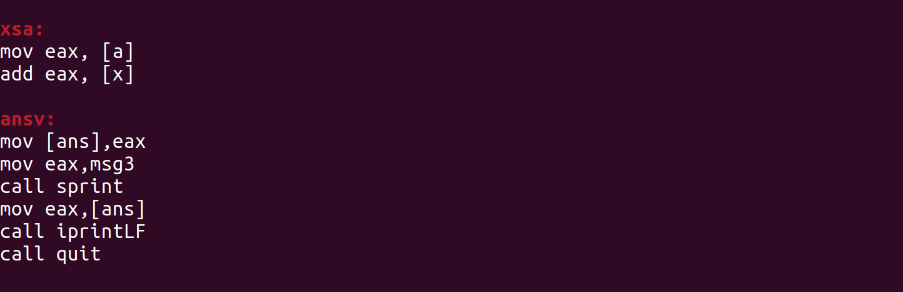 xsa:
mov eax, [a]
add eax, [x]
ansv:
mov [ans],eax
mov eax,msg3
call sprint
mov eax,[ans]
call iprintLF
call quit